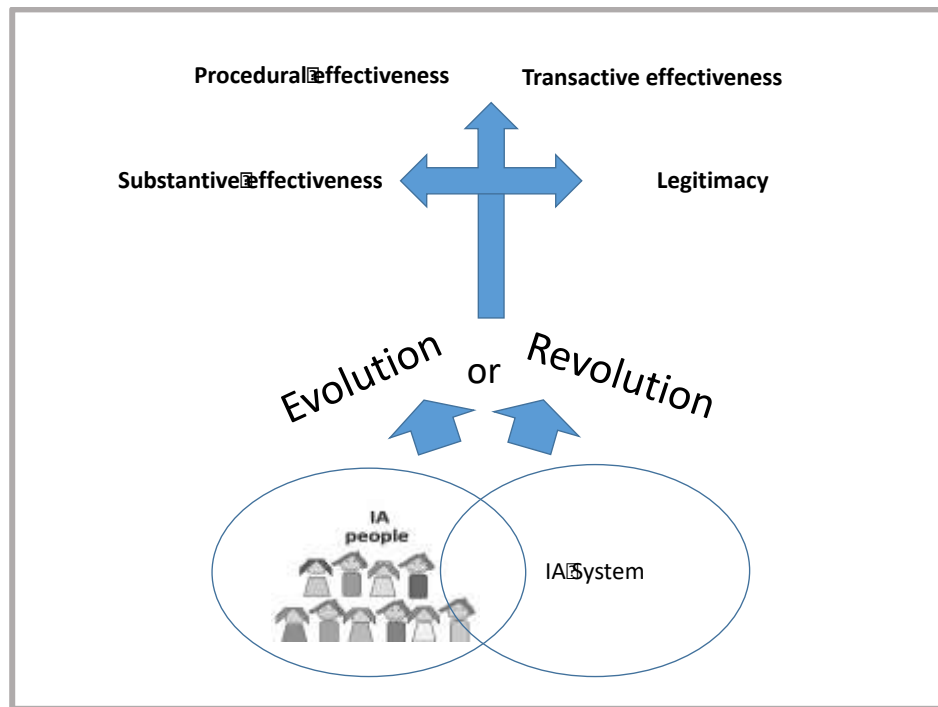 Procedural effectiveness
Transactive effectiveness
Substantive effectiveness
Legitimacy
Evolution
or
Revolution
IA
people
IA System